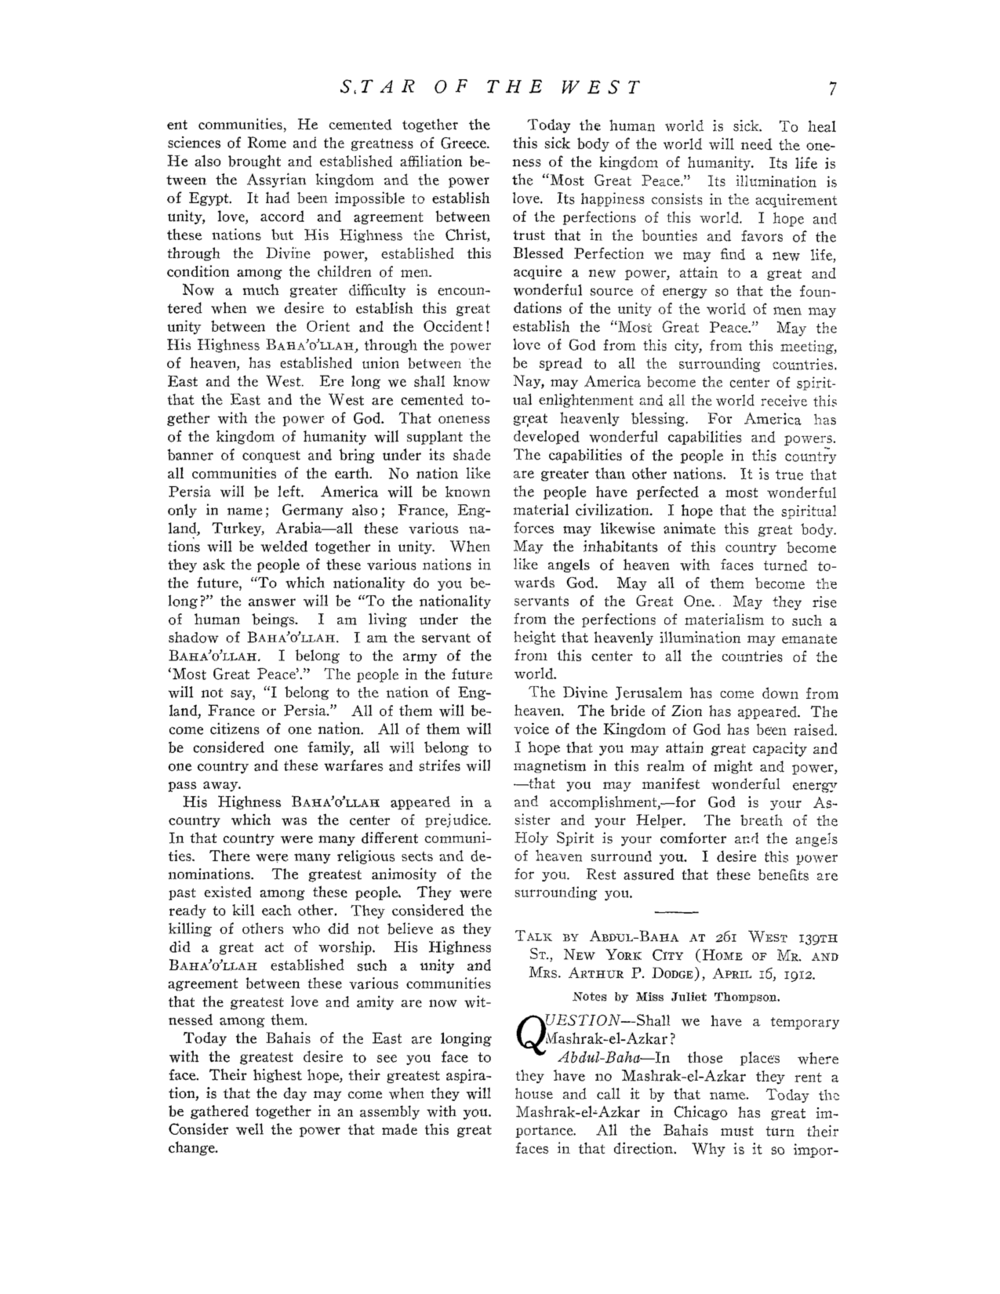 STAR OF THE WEST 7
ent communities, He cemented together the
sciences of Rome and the greatness of Greece.
He also brought and established affiliation be-
tween the Assyrian kingdom and the power
of Egypt. It had been impossible to establish
unity, love, accord and agreement between
these nations but His Highness the Christ,
through the Divine power, established this
condition among the children of men.
Now a much greater difficulty is encoun-
tered when we desire to establish this great
unity between the Orient and the Occident!
His Highness BAHA'O'LLAH, through the power
of heaven, has established union between the
East and the West. Ere long we shall know
that the East and the West are cemented to-
gether with the power of God. That oneness
of the kingdom of humanity will supplant the
banner of conquest and bring under its shade
all communities of the earth. No nation like
Persia will be left. America will be known
only in name; Germany also; France, Eng-
land, Turkey, Arabia—all these various na-
tions will be welded together in unity. When
they ask the people of these various nations in
the future, "To which nationality do you be-
long?" the answer will be "To the nationality
of human beings. I am living under the
shadow of BAHA'O'LLAH. I am the servant of
BAHA'O'LLAH. I belong to the army of the
'Most Great Peace'." The people in the future
will not say, "I belong to the nation of Eng-
land, France or Persia." All of them will be-
come citizens of one nation. All of them will
be considered one family, all will belong to
one country and these warfares and strifes will
pass away.
His Highness BAHA'O'LLAH appeared in a
country which was the center of prejudice.
In that country were many different communi-
ties. There were many religious sects and de-
nominations. The greatest animosity of the
past existed among these people. They were
ready to kill each other. They considered the
killing of others who did not believe as they
did a great act of worship. His Highness
BAHA'O'LLAH established such a unity and
agreement between these various communities
that the greatest love and amity are now wit-
nessed among them.
Today the Bahais of the East are longing
with the greatest desire to see you face to
face. Their highest hope, their greatest aspira-
tion, is that the day may come when they will
be gathered together in an assembly with you.
Consider well the power that made this great
change.
Today the human world is sick. To heal
this sick body of the world will need the one-
ness of the kingdom of humanity. Its life is
the "Most Great Peace." Its illumination is
love. Its happiness consists in the acquirement
of the perfections of this world. I hope and
trust that in the bounties and favors of the
Blessed Perfection we may find a new life,
acquire a new power, attain to a great and
wonderful source of energy so that the foun-
dations of the unity of the world of men may
establish the "Most Great Peace." May the
love of God from this city, from this meeting,
be spread to all the surrounding countries.
Nay, may America become the center of spirit-
ual enlightenment and all the world receive this
great heavenly blessing. For America has
developed wonderful capabilities and powers.
The capabilities of the people in this country
are greater than other nations. It is true that
the people have perfected a most wonderful
material civilization. I hope that the spiritual
forces may likewise animate this great body.
May the inhabitants of this country become
like angels of heaven with faces turned to-
wards God. May all of them become the
servants of the Great One. May they rise
from the perfections of materialism to such a
height that heavenly illumination may emanate
from this center to all the countries of the
world.
The Divine Jerusalem has come down from
heaven. The bride of Zion has appeared. The
voice of the Kingdom of God has been raised.
I hope that you may attain great capacity and
magnetism in this realm of might and power,
—that you may manifest wonderful energy
and accomplishment,—for God is your As-
sister and your Helper. The breath of the
Holy Spirit is your comforter and the angels
of heaven surround you. I desire this power
for you. Rest assured that these benefits are
surrounding you.
TALK BY ABDUL-BAHA AT 261 WEST 139TH
ST., NEW YORK CITY (HOME OF MR. AND
MRS. ARTHUR P. DODGE), APRIL 16, 1912.
Notes by Miss Juliet Thompson.
QUESTION—Shall we have a temporary
Mashrak-el-Azkar?
Abdul-Baha—In those places where
they have no Mashrak-el-Azkar they rent a
house and call it by that name. Today the
Mashrak-el-Azkar in Chicago has great im-
portance. All the Bahais must turn their
faces in that direction. Why is it so impor-